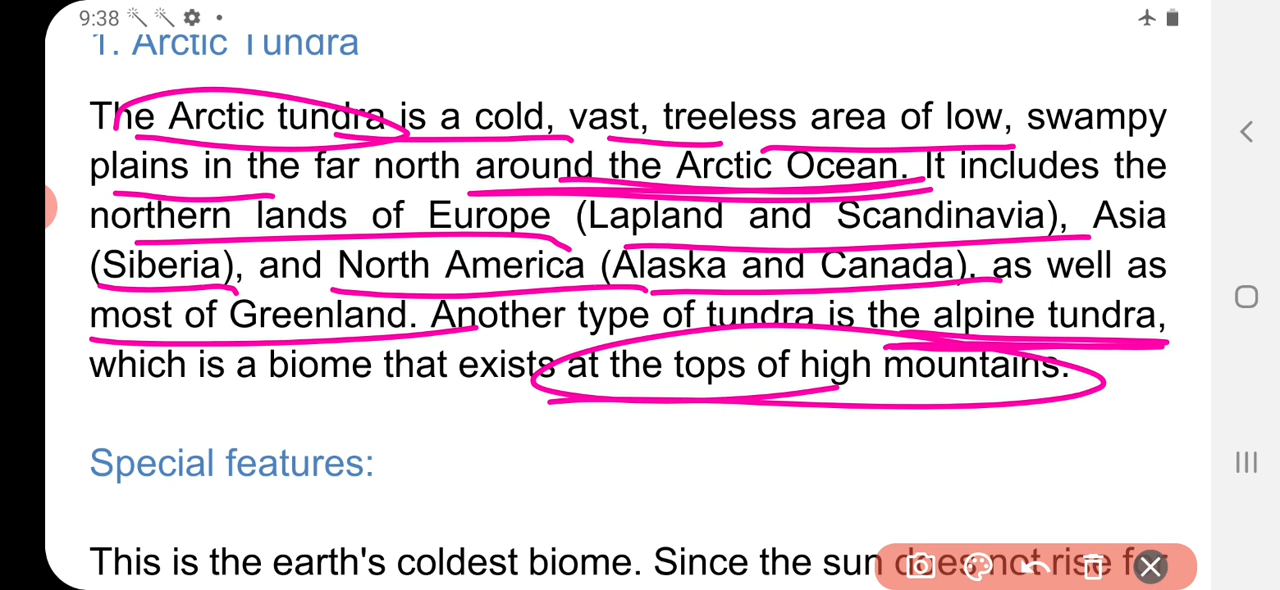 9:38
1. Arctic Tundra
The Arctic tundra is a cold, vast, treeless area of low, swampy
plains in the far north around the Arctic Ocean. It includes the
northern lands of Europe (Lapland and Scandinavia), Asia
(Siberia), and North America (Alaska and Canada), as well as
most of Greenland. Another type of tundra is the alpine tundra,
which is a biome that exists at the tops of high mountains.
Special features:
This is the earth's coldest biome. Since the sun does not rise for